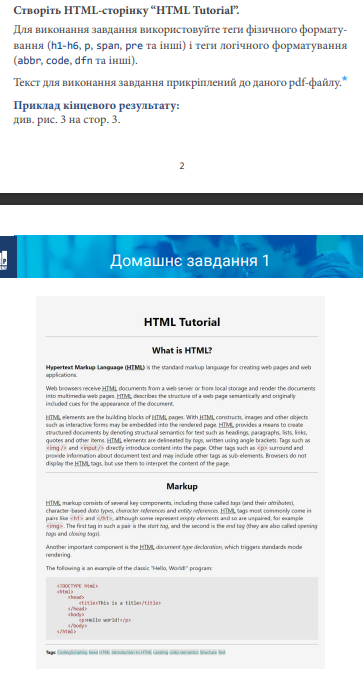 Створіть HTML-сторінку “HTML Tutorial”.
Для виконання завдання використовуйте теги фізичного формату-
вання (h1-h6, p, span, pre та інші) і теги логічного форматування
(abbr, code, dfn та інші).
Текст для виконання завдання прикріплений до даного pdf-файлу.*
Приклад кінцевого результату:
див. рис. 3 на стор. 3.
2
Домашнє завдання 1
HTML Tutorial
What is HTML?
Hypertext Markup Language (HTML) is the standard markup language for creating web pages and web
applications.
Web browsers receive HTML documents from a web server or from local storage and render the documents
into multimedia web pages. HTML describes the structure of a web page semantically and originally
included cues for the appearance of the document.
HTML elements are the building blocks of HTML pages. With HTML constructs, images and other objects
such as interactive forms may be embedded into the rendered page. HTML provides a means to create
structured documents by denoting structural semantics for text such as headings, paragraphs, lists, links,
quotes and other items. HTML elements are delineated by tags, written using angle brackets. Tags such as
<img /> and <input /> directly introduce content into the page. Other tags such as <p> surround and
provide information about document text and may include other tags as sub-elements. Browsers do not
display the HTML tags, but use them to interpret the content of the page.
Markup
HTML markup consists of several key components, including those called tags (and their attributes),
character-based data types, character references and entity references. HTML tags most commonly come in
pairs like <h1> and </h1>, although some represent empty elements and so are unpaired, for example
<img>. The first tag in such a pair is the start tag, and the second is the end tag (they are also called opening
tags and closing tags).
Another important component is the HTML document type declaration, which triggers standards mode
rendering.
The following is an example of the classic "Hello, World!" program:
<!DOCTYPE html>
<html>
<head>
<title>This is a title</title>
</head>
<body>
<p>Hello world!</p>
</body>
</html>
Tags: Coding/Scripting head HTML Introduction to HTML Learning Structure Text